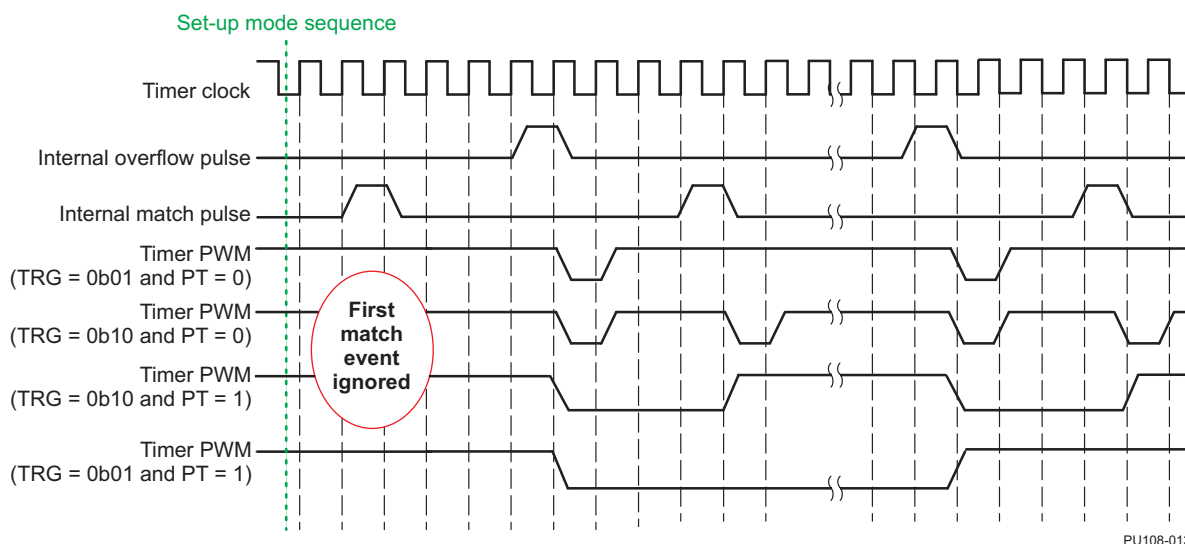 Set-up mode sequence
Timer clock
Internal overflow pulse
Internal match pulse
Timer PWM
(TRG = 0b01 and PT = 0)
Timer PWM
(TRG = 0b10 and PT = 0)
First
match
event
ignored
Timer PWM
(TRG = 0b10 and PT = 1)
Timer PWM
(TRG = 0b01 and PT = 1)